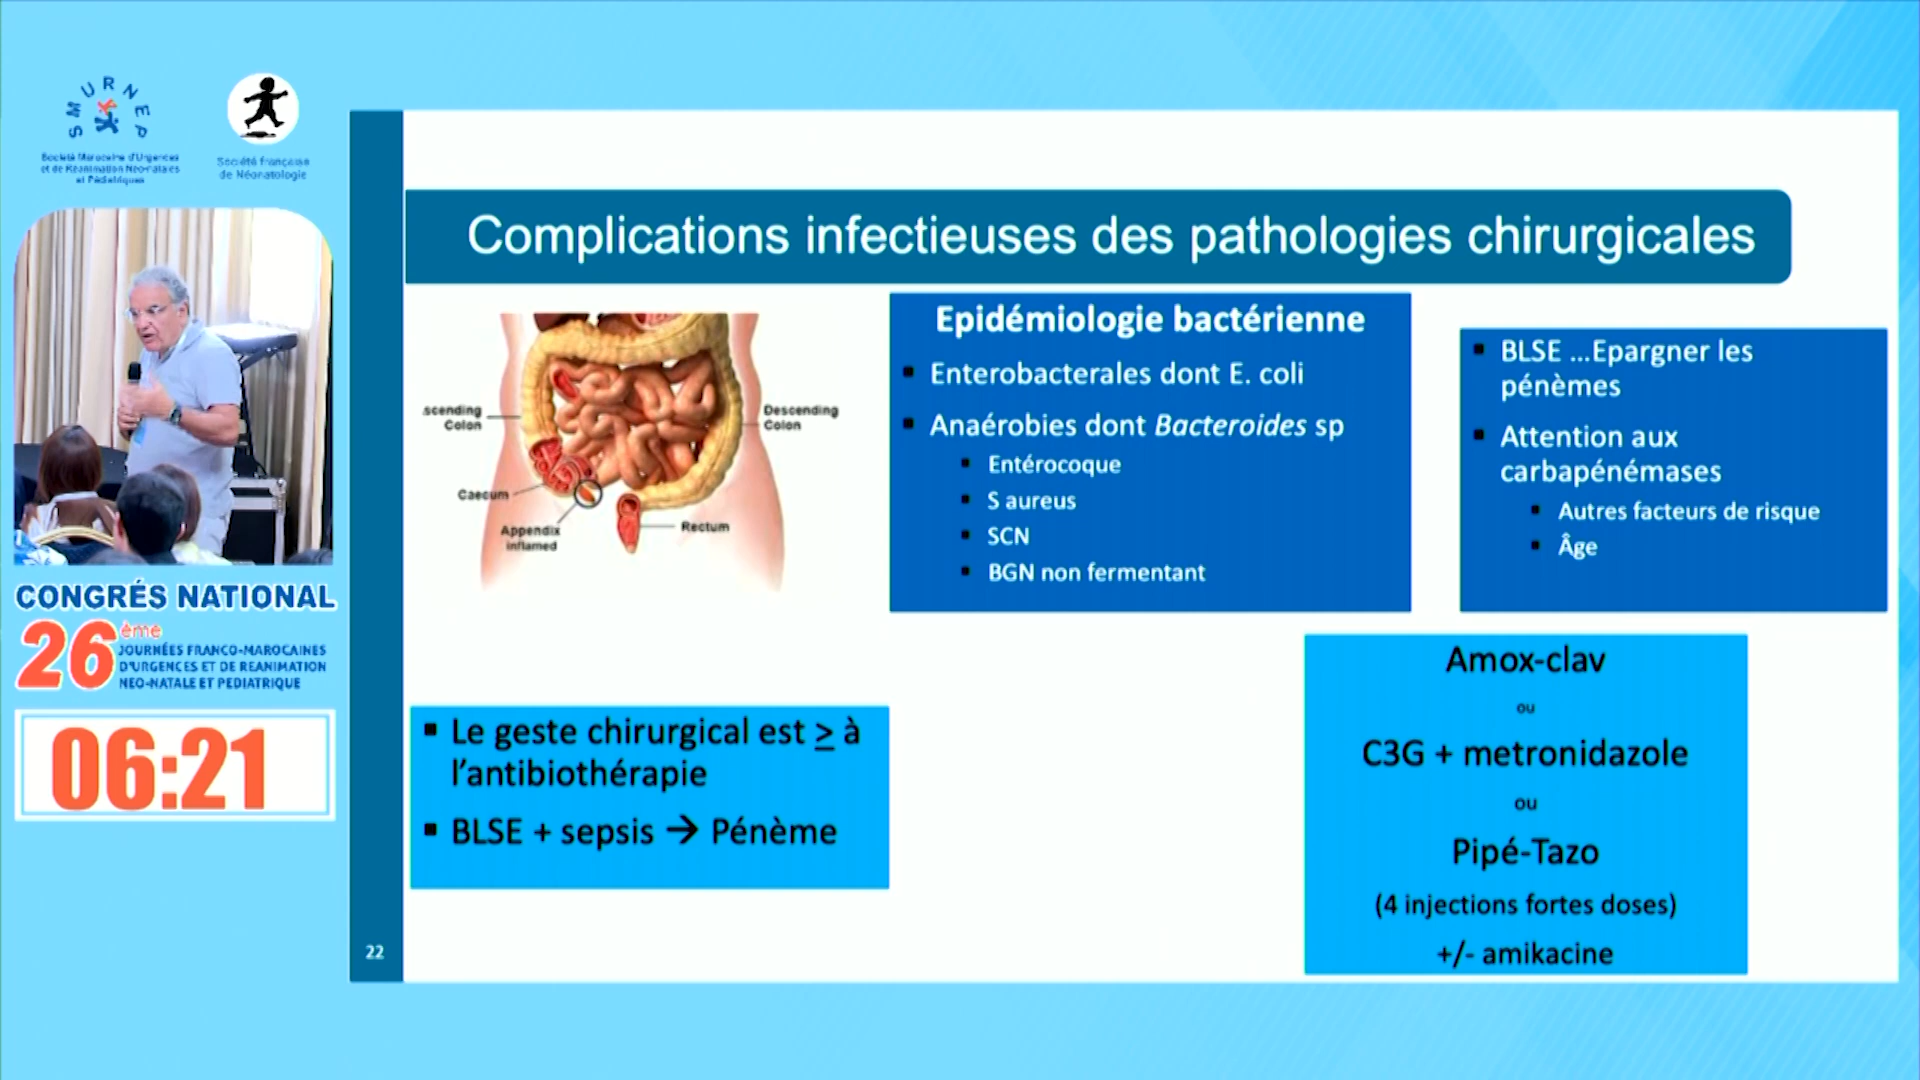 SMURNEP
Société Marocaine d'Urgences
et de Réanimation Néo-natales
et Pédiatriques
Société française
de Néonatologie
CONGRÉS NATIONAL
26ème
JOURNÉES FRANCO-MAROCAINES
D'URGENCES ET DE REANIMATION
NEO-NATALE ET PEDIATRIQUE
06:21
Complications infectieuses des pathologies chirurgicales
scending
Colon
Descending
Colon
Caecum
Appendix
inflamed
Rectum
Epidémiologie bactérienne
▪ Enterobacterales dont E. coli
▪ Anaérobies dont Bacteroides sp
▪ Entérocoque
▪ S aureus
▪ SCN
▪ BGN non fermentant
▪ BLSE ...Epargner les
pénèmes
▪ Attention aux
carbapénémases
▪ Autres facteurs de risque
▪ Âge
▪ Le geste chirurgical est ≥ à
l'antibiothérapie
▪ BLSE + sepsis → Pénème
Amox-clav
ou
C3G + metronidazole
ou
Pipé-Tazo
(4 injections fortes doses)
+/- amikacine
22